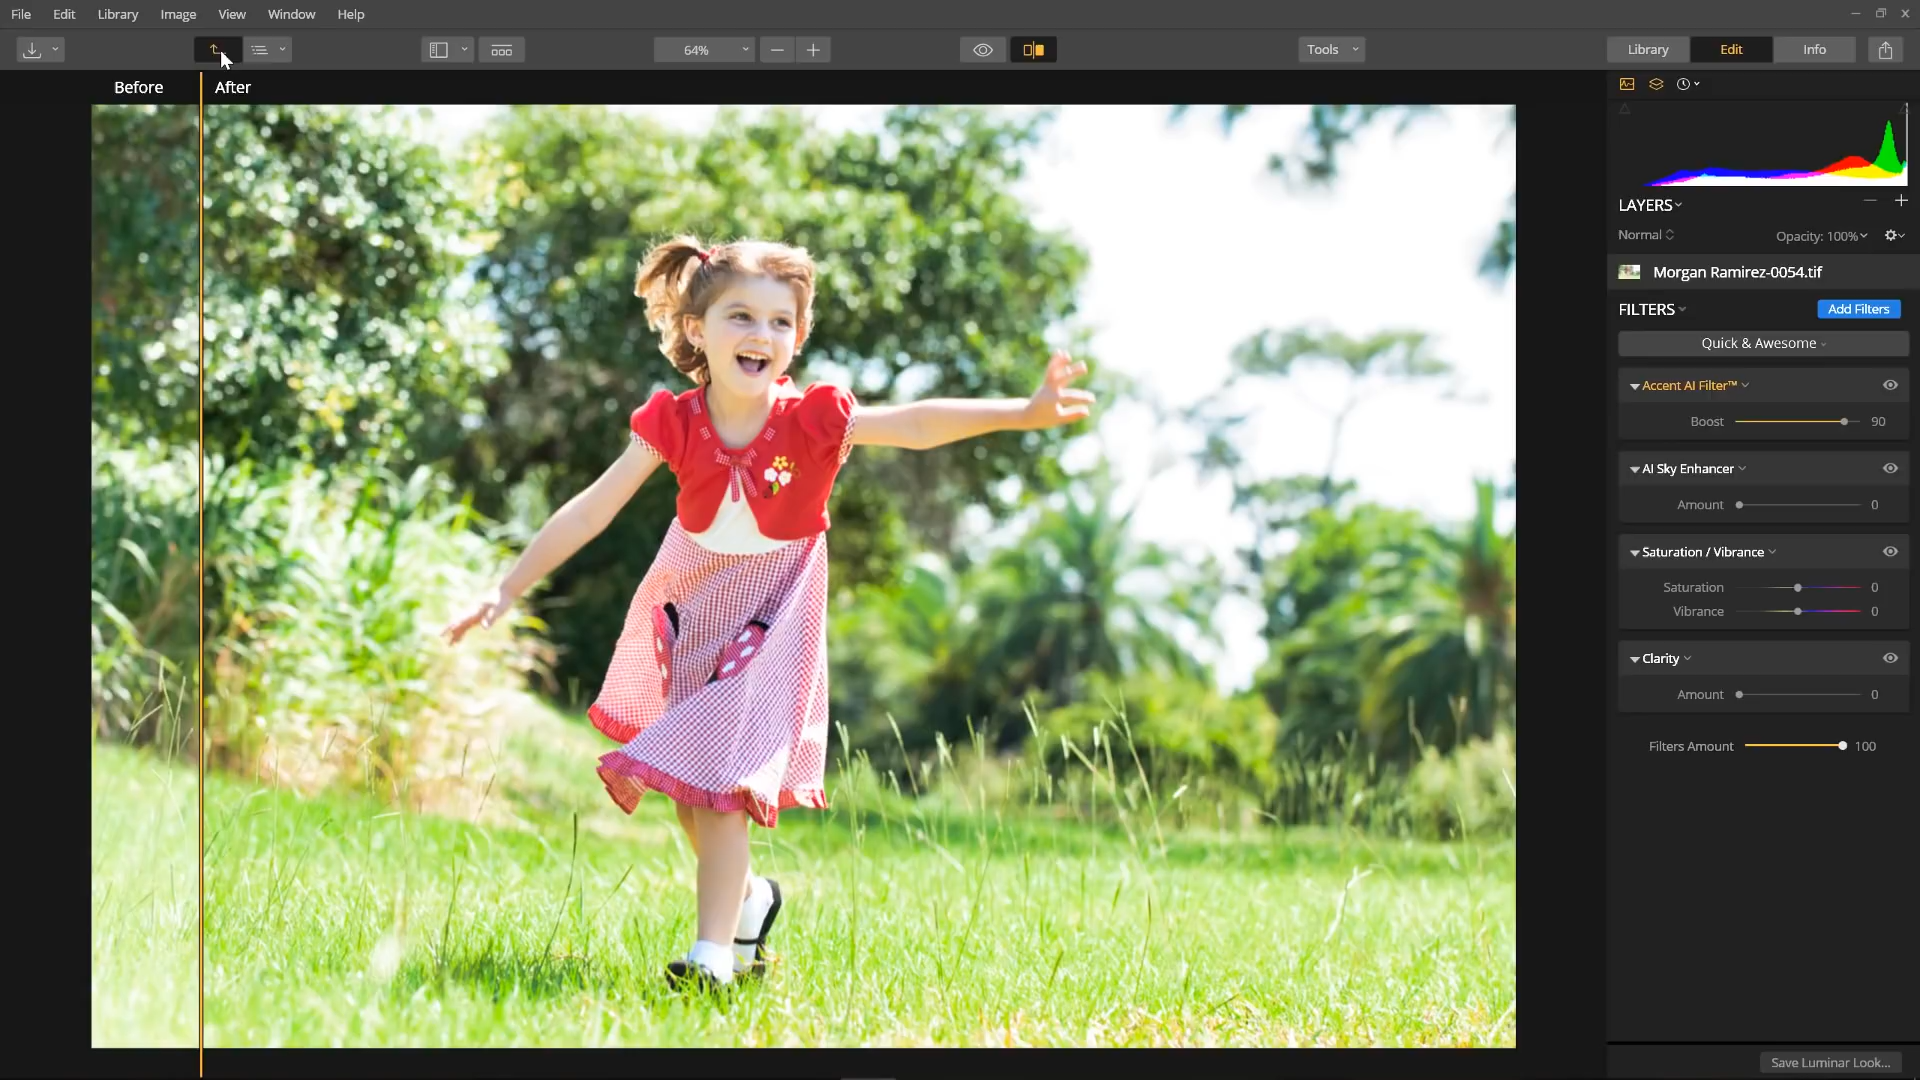 File Edit Library Image View Window Help
64% Tools Library Edit Info
Before After
LAYERS
Normal Opacity: 100%
Morgan Ramirez-0054.tif
FILTERS Add Filters
Quick & Awesome
Accent AI Filter™
Boost 90
AI Sky Enhancer
Amount 0
Saturation / Vibrance
Saturation 0
Vibrance 0
Clarity
Amount 0
Filters Amount 100
Save Luminar Look...